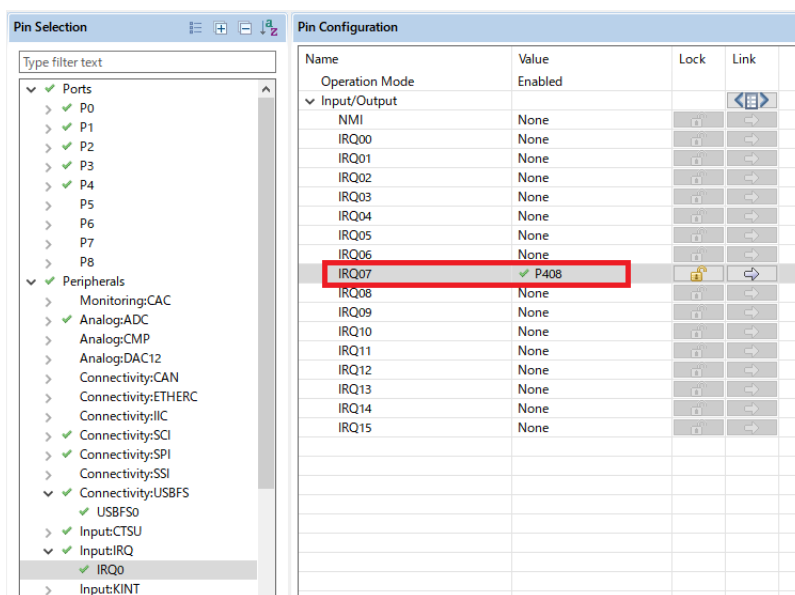 Pin Selection
Type filter text
Ports
P0
P1
P2
P3
P4
P5
P6
P7
P8
Peripherals
Monitoring:CAC
Analog:ADC
Analog:CMP
Analog:DAC12
Connectivity:CAN
Connectivity:ETHERC
Connectivity:IIC
Connectivity:SCI
Connectivity:SPI
Connectivity:SSI
Connectivity:USBFS
USBFS0
Input:CTSU
Input:IRQ
IRQ0
Input:KINT
Pin Configuration
Name Value Lock Link
Operation Mode Enabled
Input/Output
NMI None
IRQ00 None
IRQ01 None
IRQ02 None
IRQ03 None
IRQ04 None
IRQ05 None
IRQ06 None
IRQ07 P408
IRQ08 None
IRQ09 None
IRQ10 None
IRQ11 None
IRQ12 None
IRQ13 None
IRQ14 None
IRQ15 None